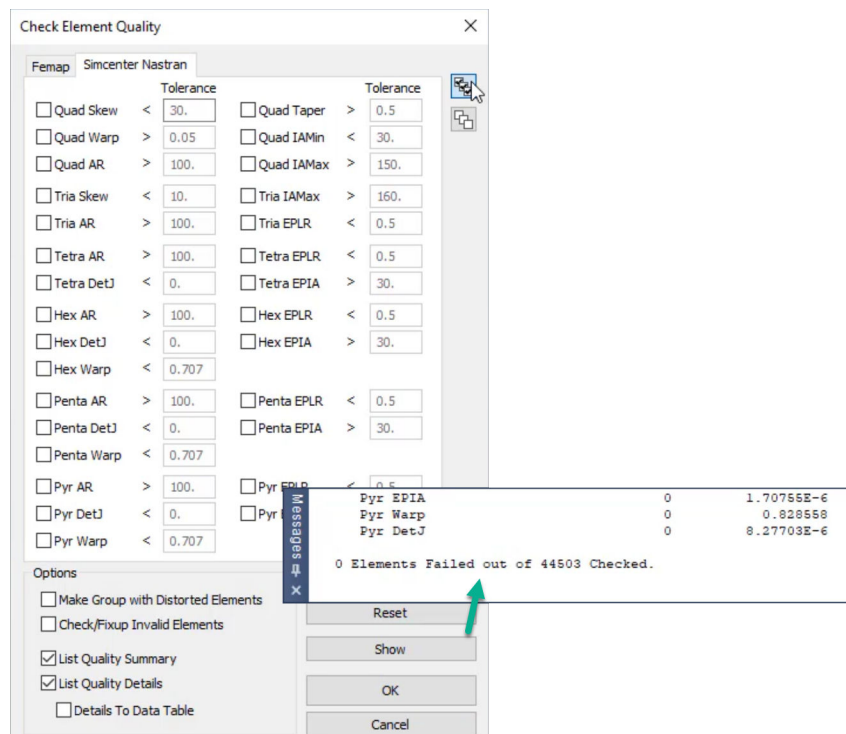 Check Element Quality
Femap Simcenter Nastran
Tolerance Tolerance
Quad Skew < 30. Quad Taper > 0.5
Quad Warp > 0.05 Quad IAMin < 30.
Quad AR > 100. Quad IAMax > 150.
Tria Skew < 10. Tria IAMax > 160.
Tria AR > 100. Tria EPLR < 0.5
Tetra AR > 100. Tetra EPLR < 0.5
Tetra DetJ < 0. Tetra EPIA > 30.
Hex AR > 100. Hex EPLR < 0.5
Hex DetJ < 0. Hex EPIA > 30.
Hex Warp < 0.707
Penta AR > 100. Penta EPLR < 0.5
Penta DetJ < 0. Penta EPIA > 30.
Penta Warp < 0.707
Pyr AR > 100. Pyr EPLR < 0.5
Pyr DetJ < 0. Pyr
Pyr Warp < 0.707
Messages
Pyr EPIA 0 1.70755E-6
Pyr Warp 0 0.828558
Pyr DetJ 0 8.27703E-6
0 Elements Failed out of 44503 Checked.
Options
Make Group with Distorted Elements
Check/Fixup Invalid Elements
List Quality Summary
List Quality Details
Details To Data Table
Reset
Show
OK
Cancel